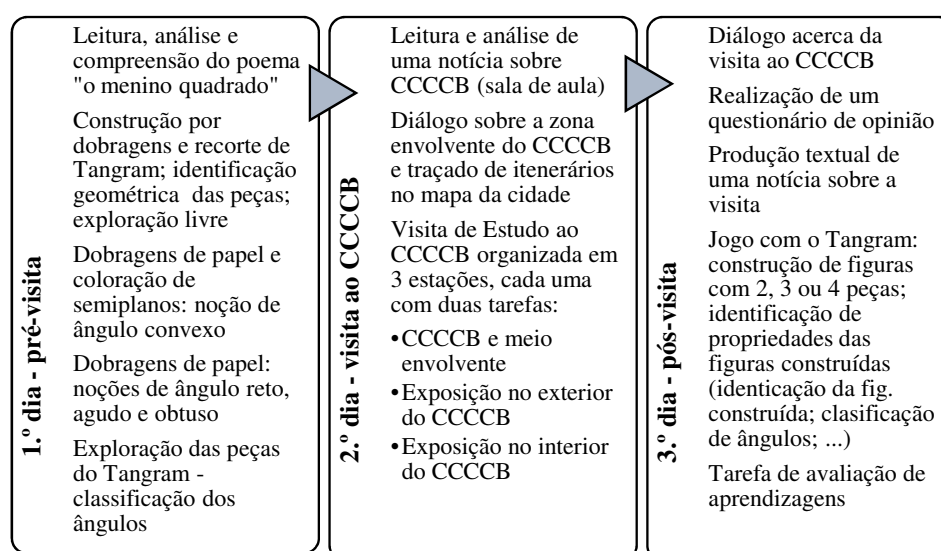 1.º dia - pré-visita
Leitura, análise e
compreensão do poema
"o menino quadrado"
Construção por
dobragens e recorte de
Tangram; identificação
geométrica das peças;
exploração livre
Dobragens de papel e
coloração de
semiplanos: noção de
ângulo convexo
Dobragens de papel:
noções de ângulo reto,
agudo e obtuso
Exploração das peças
do Tangram -
classificação dos
ângulos
2.º dia - visita ao CCCCB
Leitura e análise de
uma notícia sobre
CCCCB (sala de aula)
Diálogo sobre a zona
envolvente do CCCCB
e traçado de itenerários
no mapa da cidade
Visita de Estudo ao
CCCCB organizada em
3 estações, cada uma
com duas tarefas:
•CCCCB e meio
envolvente
•Exposição no exterior
do CCCCB
•Exposição no interior
do CCCCB
3.º dia - pós-visita
Diálogo acerca da
visita ao CCCCB
Realização de um
questionário de opinião
Produção textual de
uma notícia sobre a
visita
Jogo com o Tangram:
construção de figuras
com 2, 3 ou 4 peças;
identificação de
propriedades das
figuras construídas
(identicação da fig.
construída; clasificação
de ângulos; ...)
Tarefa de avaliação de
aprendizagens